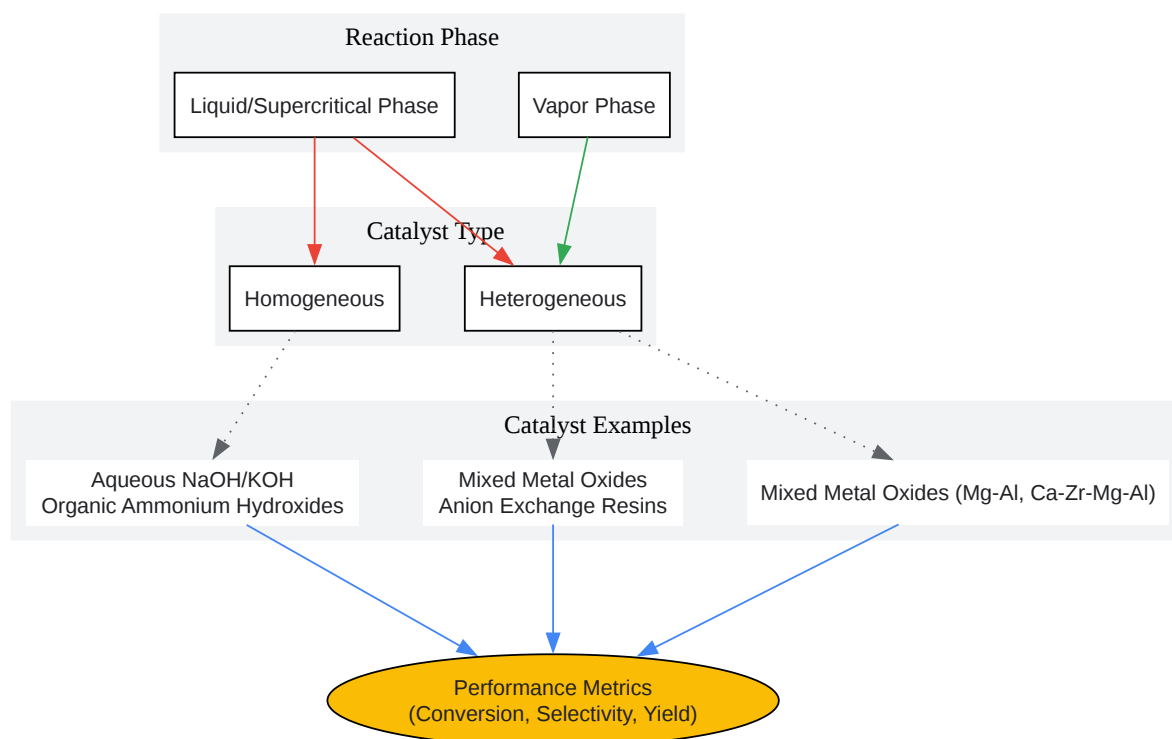 Reaction Phase
Liquid/Supercritical Phase
Vapor Phase
Catalyst Type
Homogeneous
Heterogeneous
Catalyst Examples
Aqueous NaOH/KOH
Organic Ammonium Hydroxides
Mixed Metal Oxides
Anion Exchange Resins
Mixed Metal Oxides (Mg-Al, Ca-Zr-Mg-Al)
Performance Metrics
(Conversion, Selectivity, Yield)